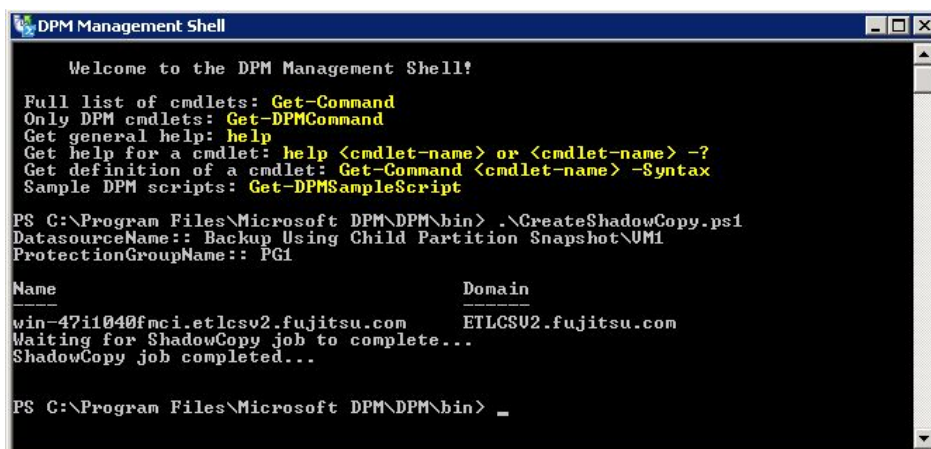 DPM Management Shell
Welcome to the DPM Management Shell!
Full list of cmdlets: Get-Command
Only DPM cmdlets: Get-DPMCommand
Get general help: help
Get help for a cmdlet: help <cmdlet-name> or <cmdlet-name> -?
Get definition of a cmdlet: Get-Command <cmdlet-name> -Syntax
Sample DPM scripts: Get-DPMSampleScript
PS C:\Program Files\Microsoft DPM\DPM\bin> .\CreateShadowCopy.ps1
DatasourceName:: Backup Using Child Partition Snapshot\VM1
ProtectionGroupName:: PG1
Name Domain
---- ------
win-47i1040fmci.etlcsv2.fujitsu.com ETLCSV2.fujitsu.com
Waiting for ShadowCopy job to complete...
ShadowCopy job completed...
PS C:\Program Files\Microsoft DPM\DPM\bin> _